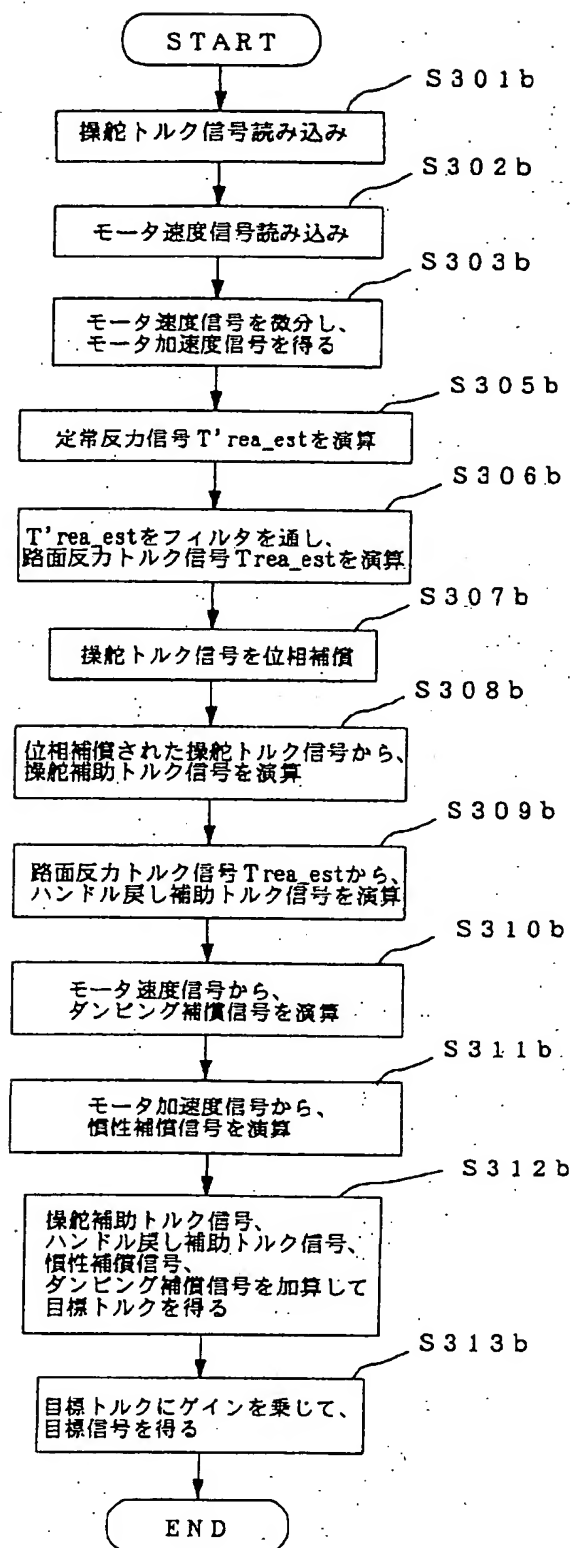 START
S301b
操舵トルク信号読み込み
S302b
モータ速度信号読み込み
S303b
モータ速度信号を微分し、
モータ加速度信号を得る
S305b
定常反力信号T'rea_estを演算
S306b
T'rea_estをフィルタを通し、
路面反力トルク信号Trea_estを演算
S307b
操舵トルク信号を位相補償
S308b
位相補償された操舵トルク信号から、
操舵補助トルク信号を演算
S309b
路面反力トルク信号Trea_estから、
ハンドル戻し補助トルク信号を演算
S310b
モータ速度信号から、
ダンピング補償信号を演算
S311b
モータ加速度信号から、
慣性補償信号を演算
S312b
操舵補助トルク信号、
ハンドル戻し補助トルク信号、
慣性補償信号、
ダンピング補償信号を加算して
目標トルクを得る
S313b
目標トルクにゲインを乗じて、
目標信号を得る
END